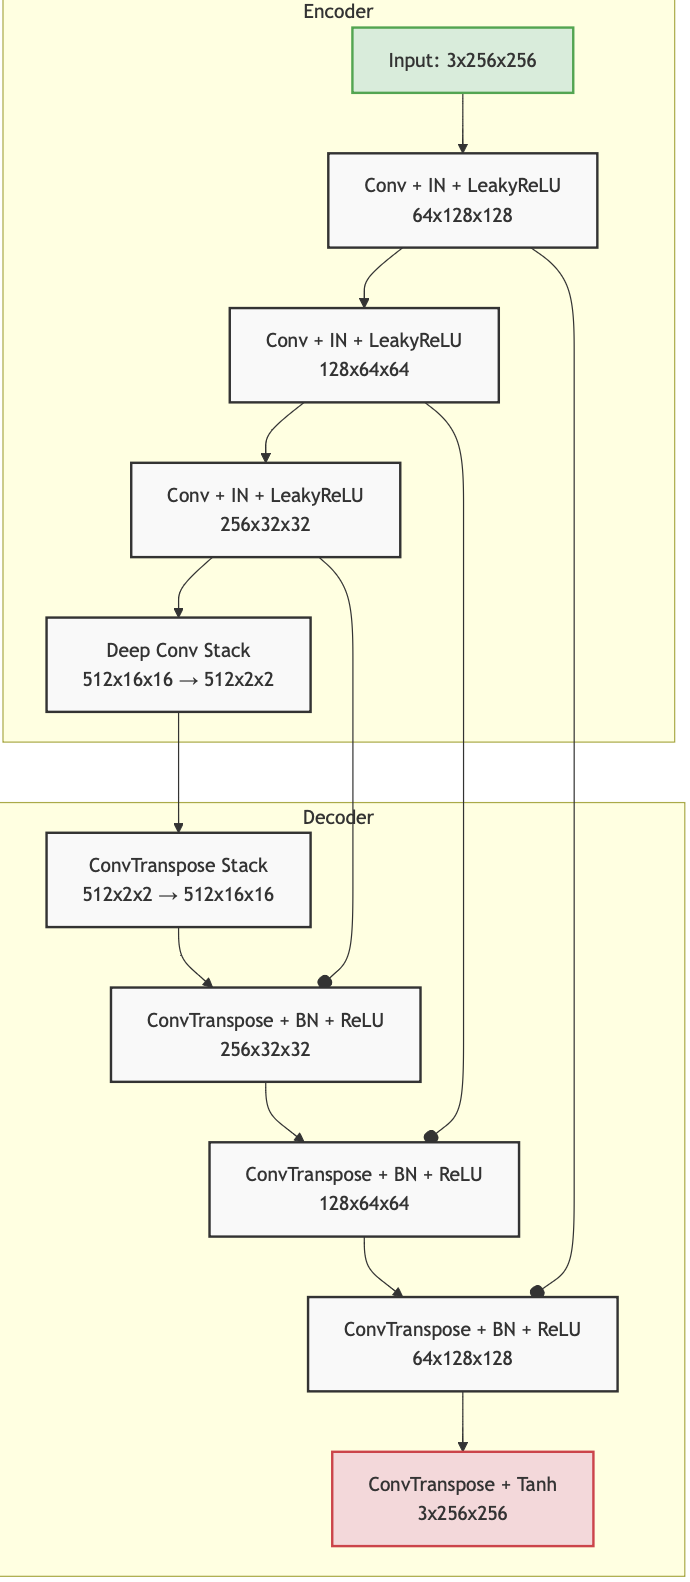 Encoder
Input: 3x256x256
Conv + IN + LeakyReLU
64x128x128
Conv + IN + LeakyReLU
128x64x64
Conv + IN + LeakyReLU
256x32x32
Deep Conv Stack
512x16x16 → 512x2x2
Decoder
ConvTranspose Stack
512x2x2 → 512x16x16
ConvTranspose + BN + ReLU
256x32x32
ConvTranspose + BN + ReLU
128x64x64
ConvTranspose + BN + ReLU
64x128x128
ConvTranspose + Tanh
3x256x256